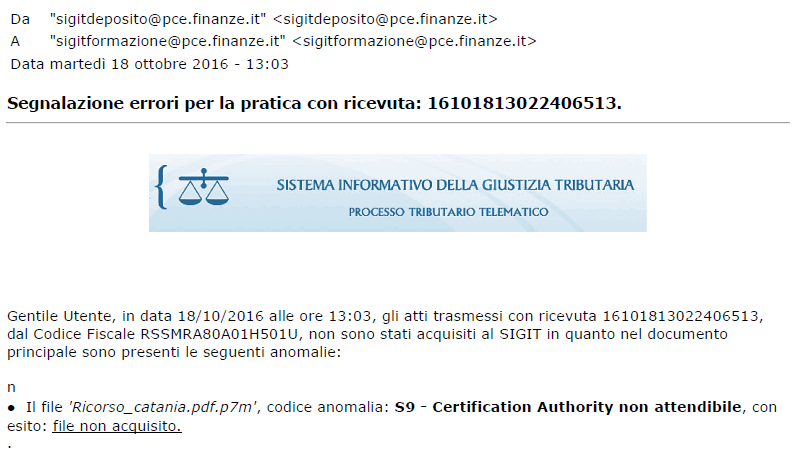 Da "sigitdeposito@pce.finanze.it" <sigitdeposito@pce.finanze.it>
A "sigitformazione@pce.finanze.it" <sigitformazione@pce.finanze.it>
Data martedì 18 ottobre 2016 - 13:03
Segnalazione errori per la pratica con ricevuta: 16101813022406513.
SISTEMA INFORMATIVO DELLA GIUSTIZIA TRIBUTARIA
PROCESSO TRIBUTARIO TELEMATICO
Gentile Utente, in data 18/10/2016 alle ore 13:03, gli atti trasmessi con ricevuta 16101813022406513,
dal Codice Fiscale RSSMRA80A01H501U, non sono stati acquisiti al SIGIT in quanto nel documento
principale sono presenti le seguenti anomalie:
n
● Il file 'Ricorso_catania.pdf.p7m', codice anomalia: S9 - Certification Authority non attendibile, con
esito: file non acquisito.
.